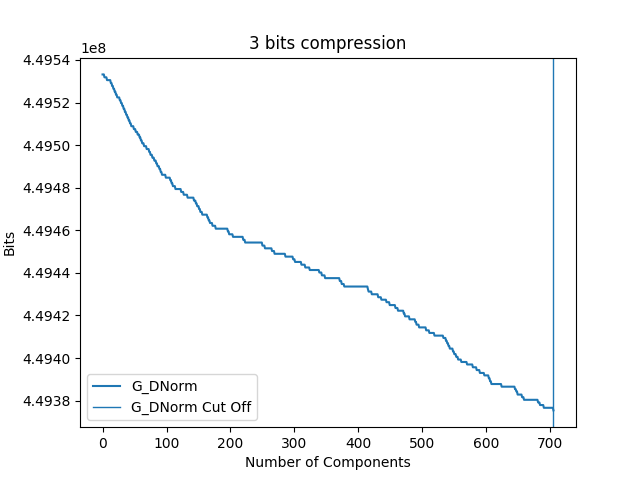 3 bits compression
1e8
4.4954
4.4952
4.4950
4.4948
4.4946
4.4944
4.4942
4.4940
4.4938
Bits
G_DNorm
G_DNorm Cut Off
0 100 200 300 400 500 600 700
Number of Components